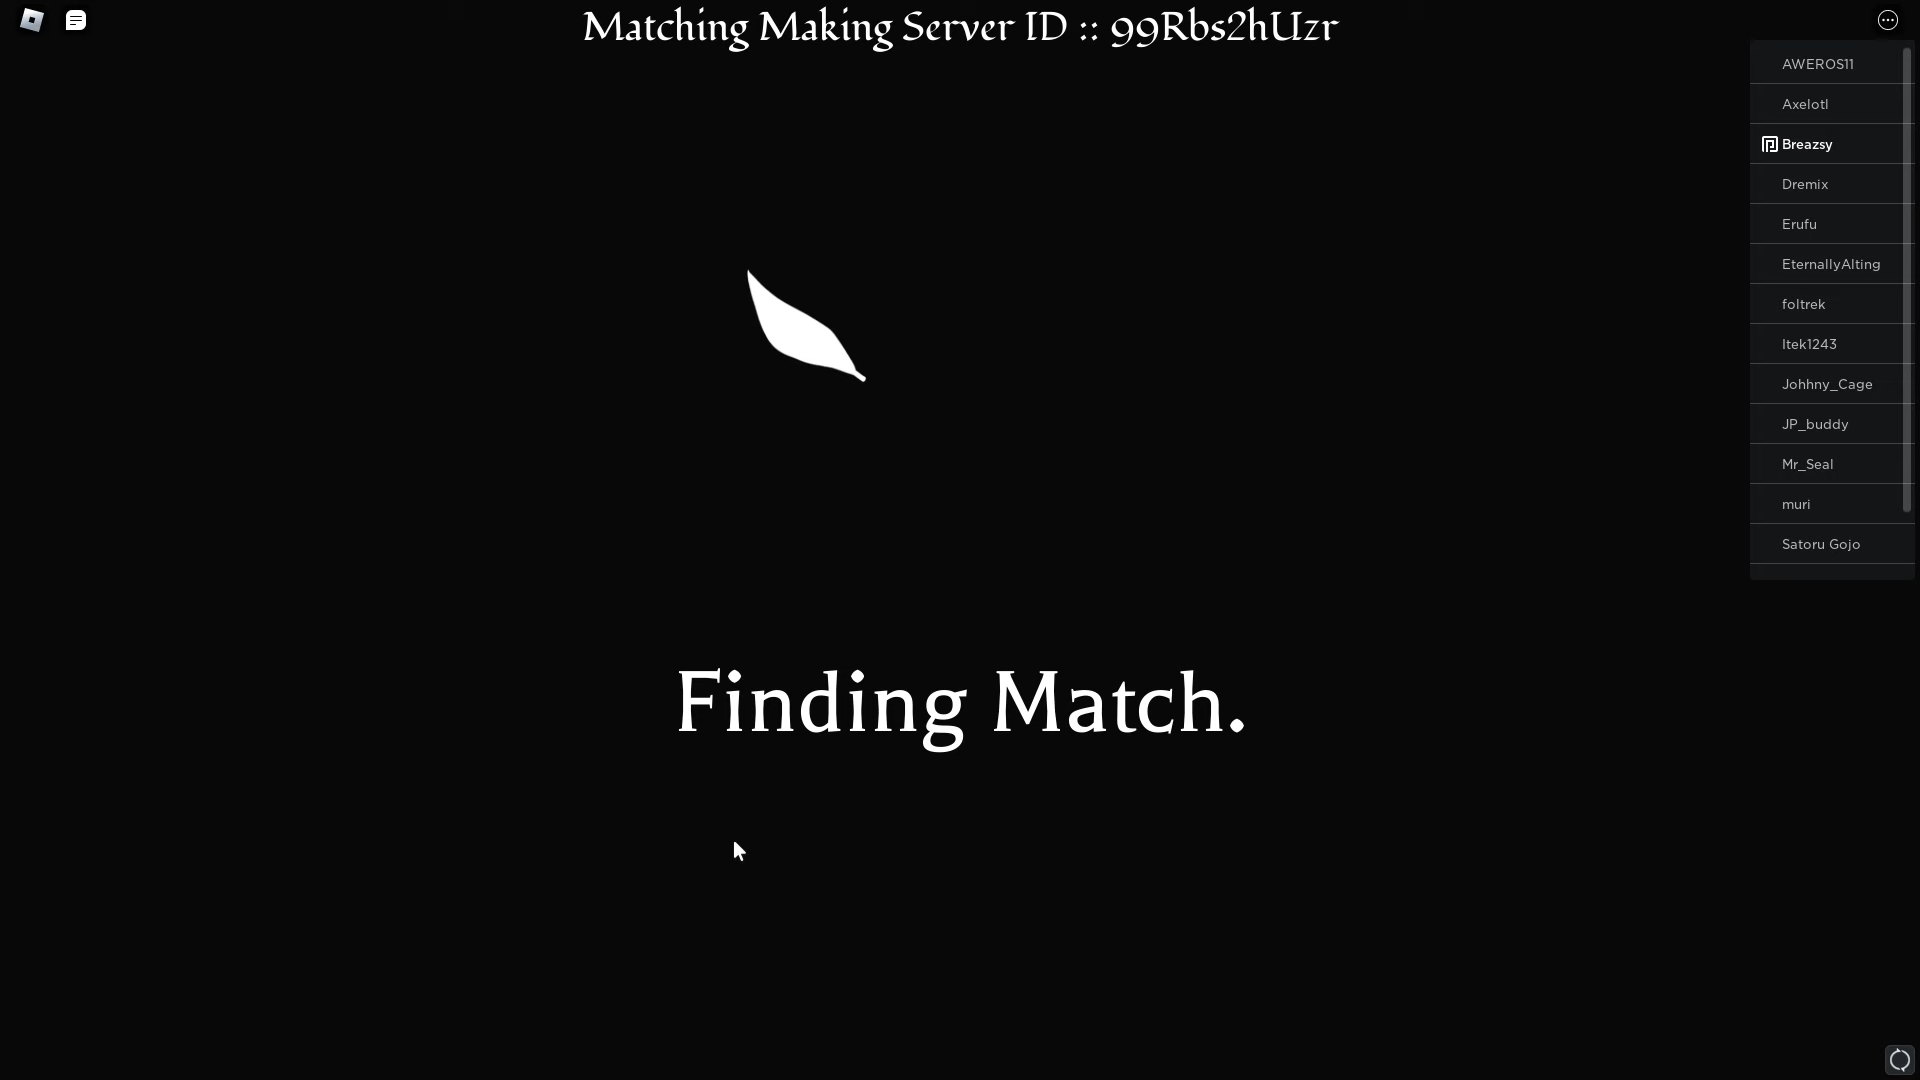 Matching Making Server ID :: 99Rbs2hUzr
AWEROS11
Axelotl
Breazsy
Dremix
Erufu
EternallyAlting
foltrek
Itek1243
Johhny_Cage
JP_buddy
Mr_Seal
muri
Satoru Gojo
Finding Match.